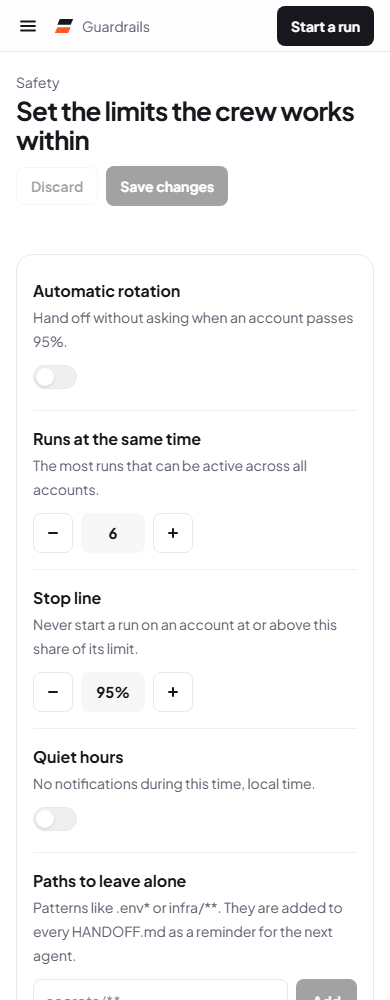 Guardrails
Start a run
Safety
Set the limits the crew works
within
Discard
Save changes
Automatic rotation
Hand off without asking when an account passes
95%.
Runs at the same time
The most runs that can be active across all
accounts.
− 6 +
Stop line
Never start a run on an account at or above this
share of its limit.
− 95% +
Quiet hours
No notifications during this time, local time.
Paths to leave alone
Patterns like .env* or infra/**. They are added to
every HANDOFF.md as a reminder for the next
agent.
secrets/**
Add